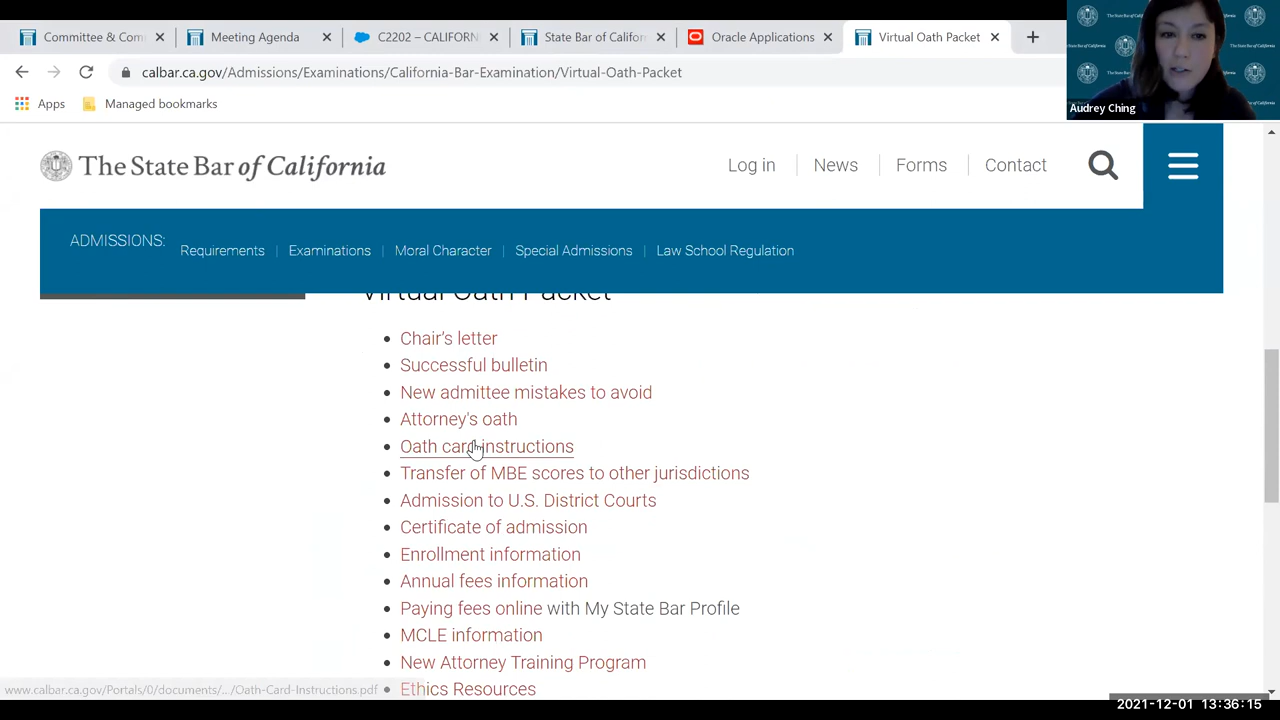 Committee & Com
Meeting Agenda
C2203 - CALIFORN
State Bar of Califor
Oracle Applications
Virtual Oath Packet
calbar.ca.gov/Admissions/Examinations/California-Bar-Examination/Virtual-Oath-Packet
Apps
Managed bookmarks
Audrey Ching
The State Bar of California
Log in
News
Forms
Contact
ADMISSIONS:
Requirements
Examinations
Moral Character
Special Admissions
Law School Regulation
Virtual Oath Packet
Chair's letter
Successful bulletin
New admittee mistakes to avoid
Attorney's oath
Oath card instructions
Transfer of MBE scores to other jurisdictions
Admission to U.S. District Courts
Certificate of admission
Enrollment information
Annual fees information
Paying fees online with My State Bar Profile
MCLE information
New Attorney Training Program
Ethics Resources
www.calbar.ca.gov/Portals/0/documents/.../Oath-Card-Instructions.pdf
2021-12-01 13:36:15